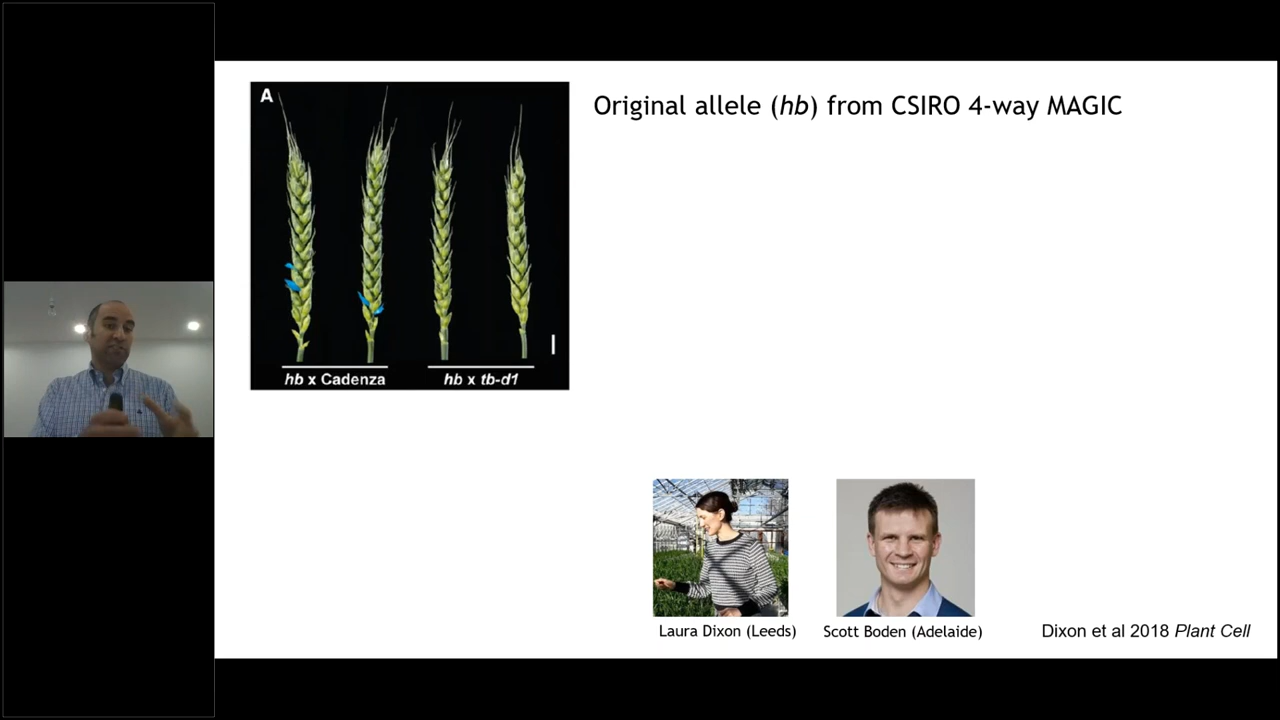 A
Original allele (hb) from CSIRO 4-way MAGIC
hb x Cadenza
hb x tb-d1
Laura Dixon (Leeds)
Scott Boden (Adelaide)
Dixon et al 2018 Plant Cell